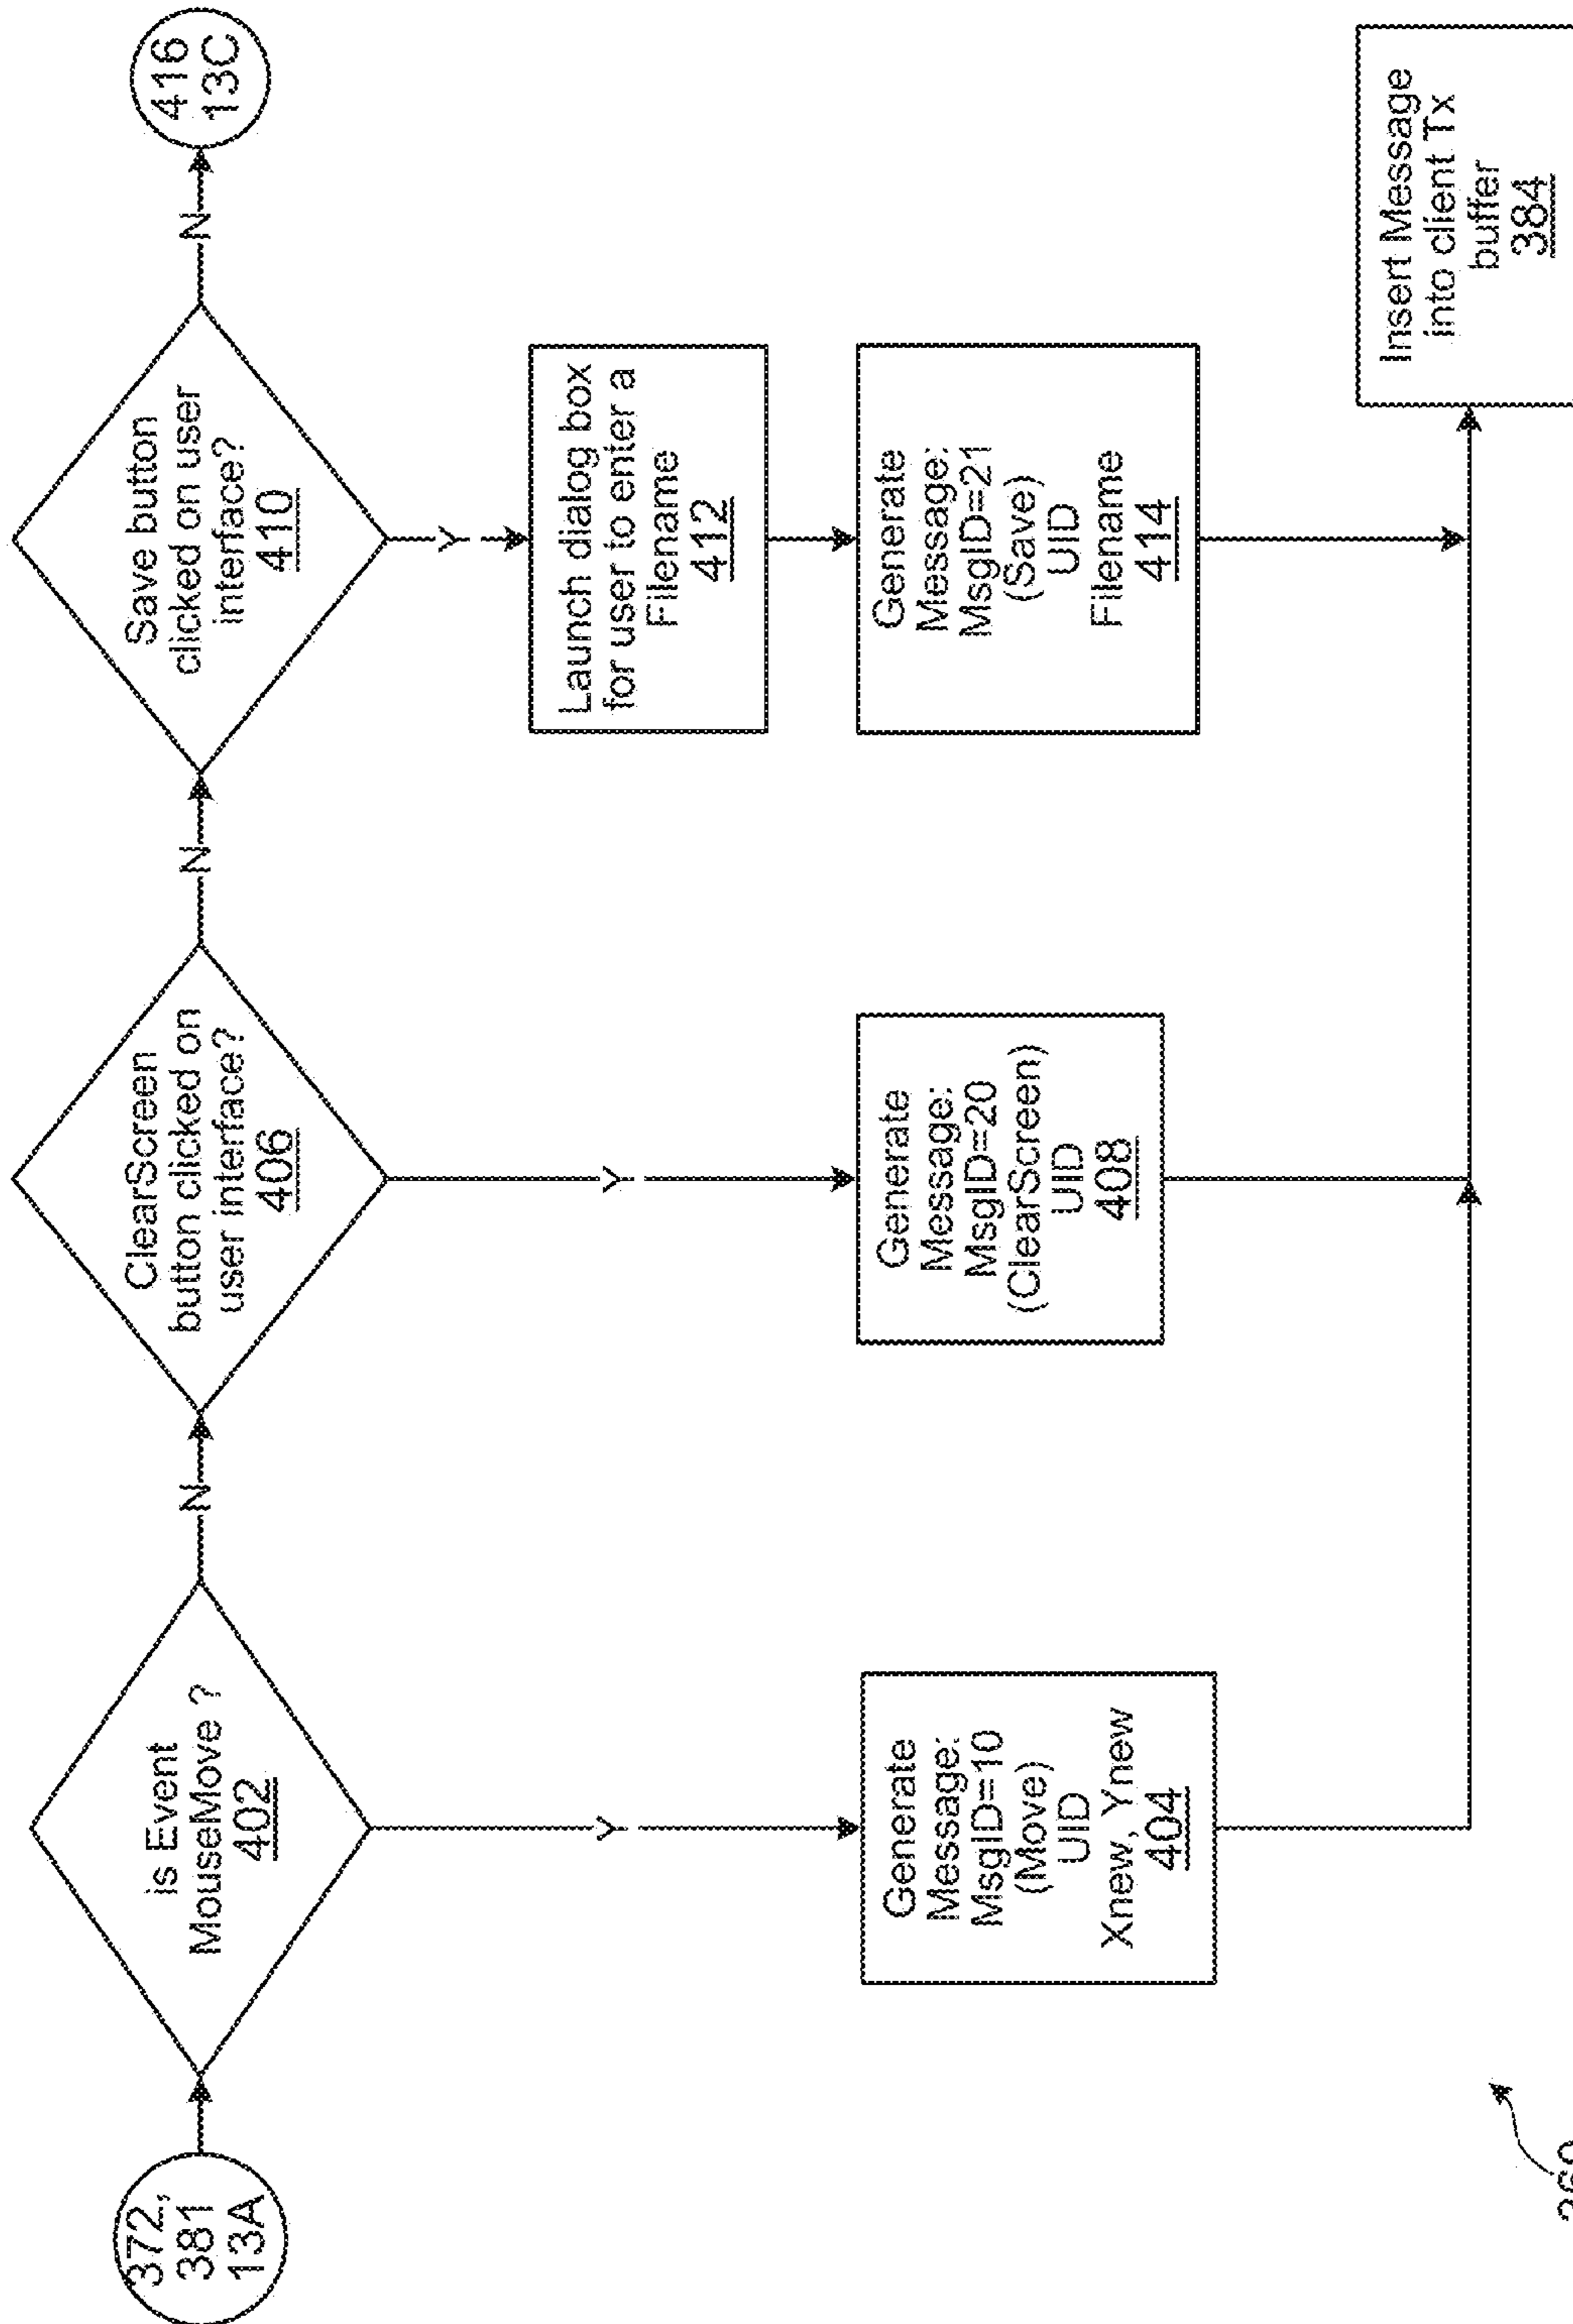 372,
381
13A
is Event
MouseMove ?
402
N
ClearScreen
button clicked on
user interface?
406
N
Save button
clicked on user
interface?
410
N
416
13C
Y
Y
Y
Launch dialog box
for user to enter a
Filename
412
Generate
Message:
MsgID=10
(Move)
UID
Xnew, Ynew
404
Generate
Message:
MsgID=20
(ClearScreen)
UID
408
Generate
Message:
MsgID=21
(Save)
UID
Filename
414
Insert Message
into client Tx
buffer
384